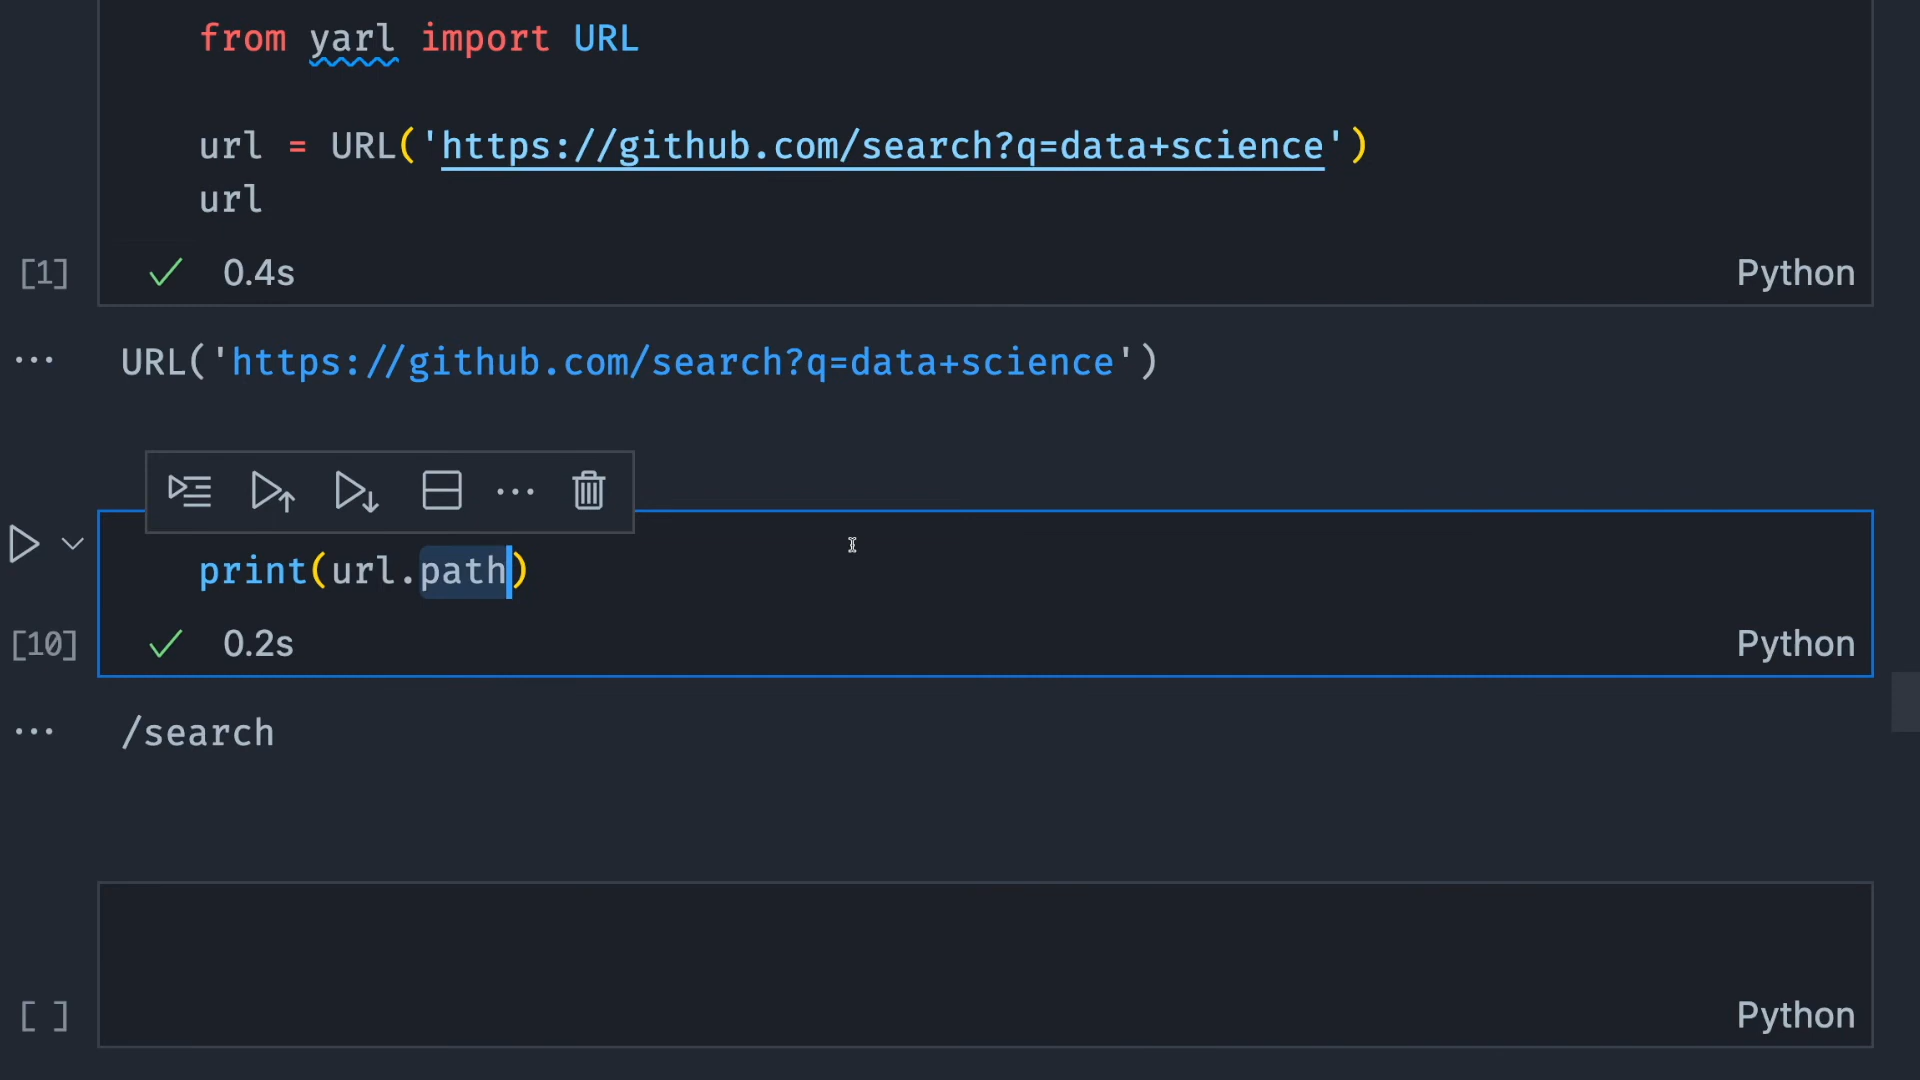 from yarl import URL
url = URL('https://github.com/search?q=data+science')
url
[1] 0.4s Python
URL('https://github.com/search?q=data+science')
print(url.path)
[10] 0.2s Python
/search
[ ] Python